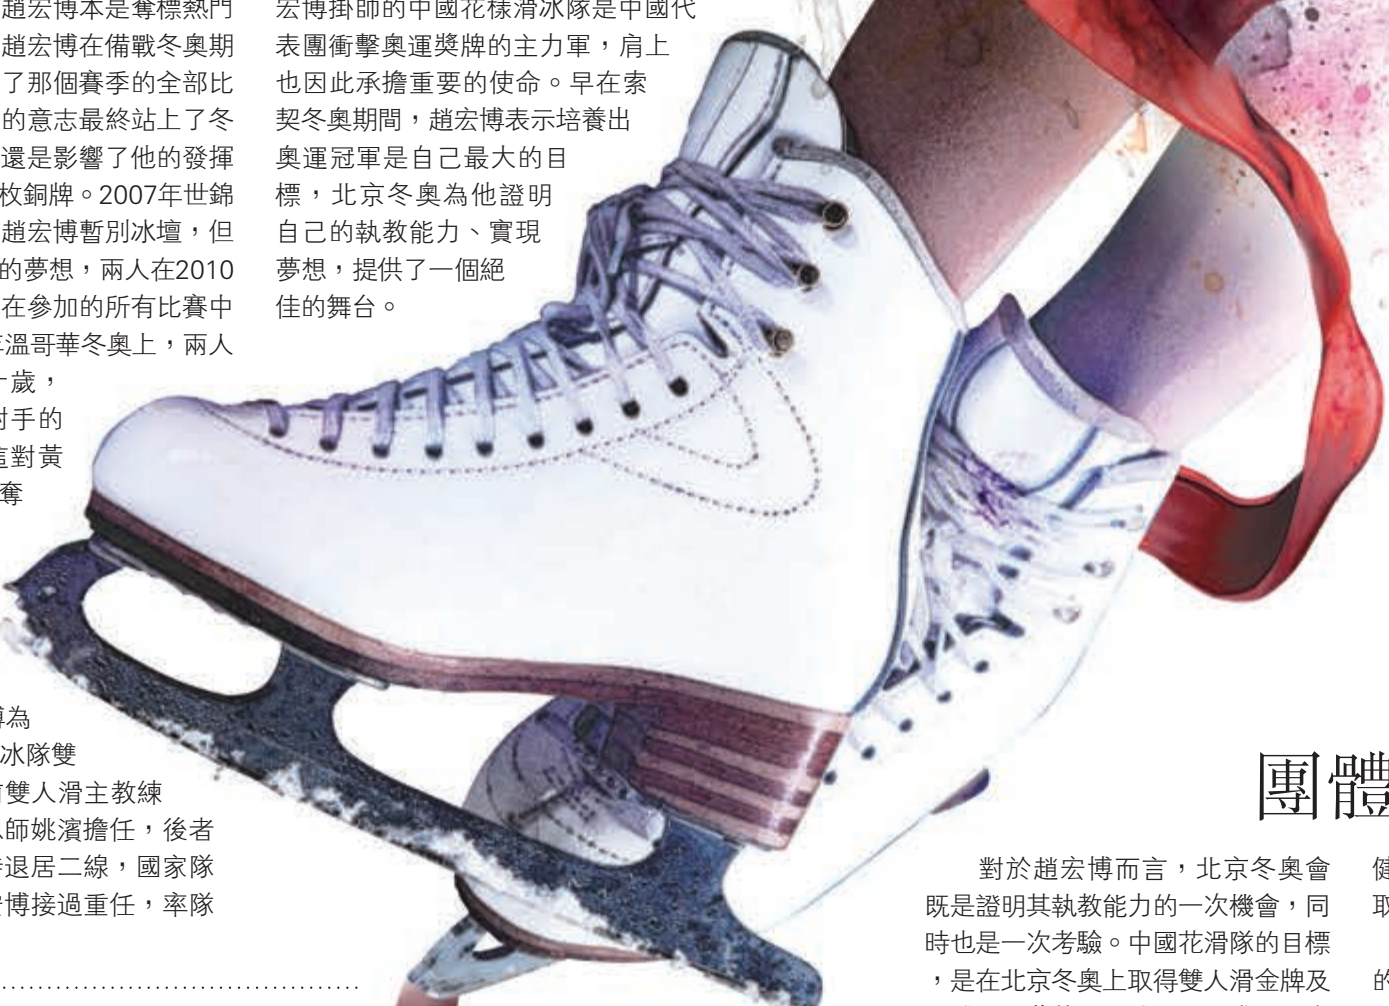 趙宏博本是奪標熱門
趙宏博在備戰冬奧期
了那個賽季的全部比
的意志最終站上了冬
還是影響了他的發揮
枚銅牌。2007年世錦
趙宏博暫別冰壇，但
的夢想，兩人在2010
在參加的所有比賽中
溫哥華冬奧上，兩人
歲，
對手的
這對黃
奪
宏博掛帥的中國花樣滑冰隊是中國代
表團衝擊奧運獎牌的主力軍，肩上
也因此承擔重要的使命。早在索
契冬奧期間，趙宏博表示培養出
奧運冠軍是自己最大的目
標，北京冬奧為他證明
自己的執教能力、實現
夢想，提供了一個絕
佳的舞台。
博為
冰隊雙
前雙人滑主教練
師姚濱擔任，後者
退居二線，國家隊
宏博接過重任，率隊
團體
對於趙宏博而言，北京冬奧會
既是證明其執教能力的一次機會，同
時也是一次考驗。中國花滑隊的目標
，是在北京冬奧上取得雙人滑金牌及
健
取
的